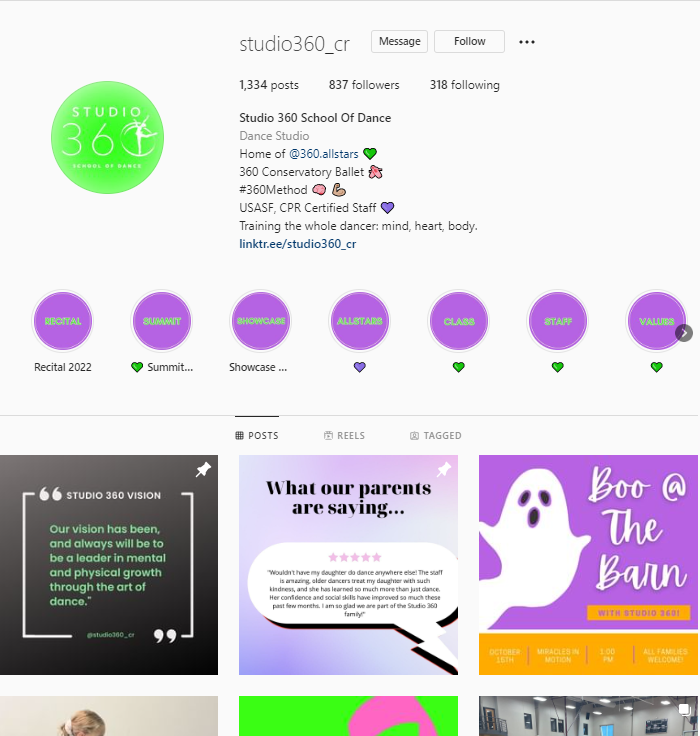 studio360_cr
Message
Follow
1,334 posts
837 followers
318 following
STUDIO
360
SCHOOL OF DANCE
Studio 360 School Of Dance
Dance Studio
Home of @360.allstars 💚
360 Conservatory Ballet 🩰
#360Method 🧠 💪🏽
USASF, CPR Certified Staff 💜
Training the whole dancer: mind, heart, body.
linktr.ee/studio360_cr
RECITAL
SUMMIT
SHOWCASE
ALLSTARS
CLASS
STAFF
VALUES
Recital 2022
💚 Summit...
Showcase ...
💜
💚
💚
💚
POSTS
REELS
TAGGED
STUDIO 360 VISION
Our vision has been,
and always will be to
be a leader in mental
and physical growth
through the art of
dance."
@studio360_cr
What our parents
are saying...
"Wouldn't have my daughter do dance anywhere else! The staff
is amazing, older dancers treat my daughter with such
kindness, and she has learned so much more than just dance.
Her confidence and social skills have improved so much these
past few months. I am so glad we are part of the Studio 360
family!"
Boo @
The
Barn
WITH STUDIO 360!
OCTOBER
15TH
MIRACLES IN
MOTION
1:00
PM
ALL FAMILIES
WELCOME!